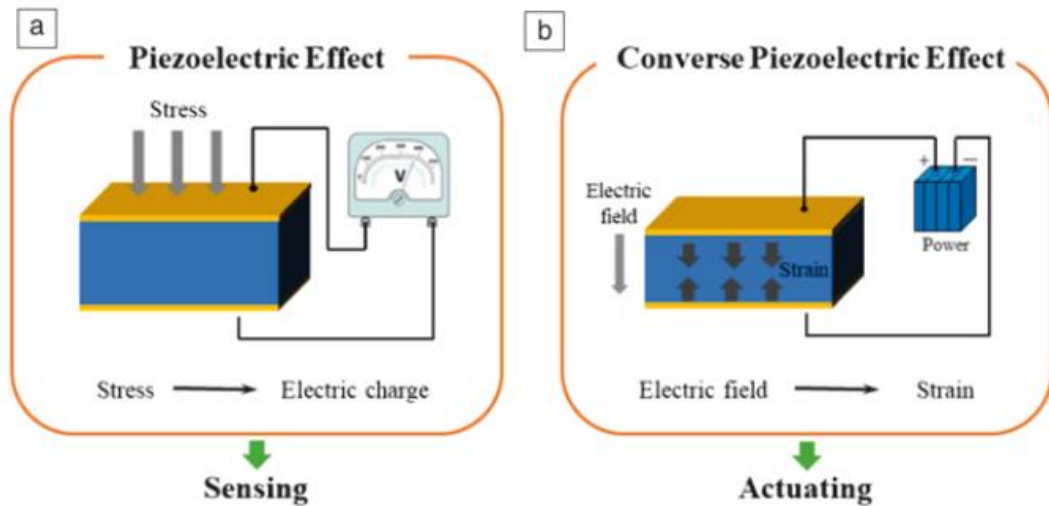 a
Piezoelectric Effect
Stress
V
Stress
Electric charge
Sensing
b
Converse Piezoelectric Effect
+
−
Electric
field
Power
Strain
Electric field
Strain
Actuating